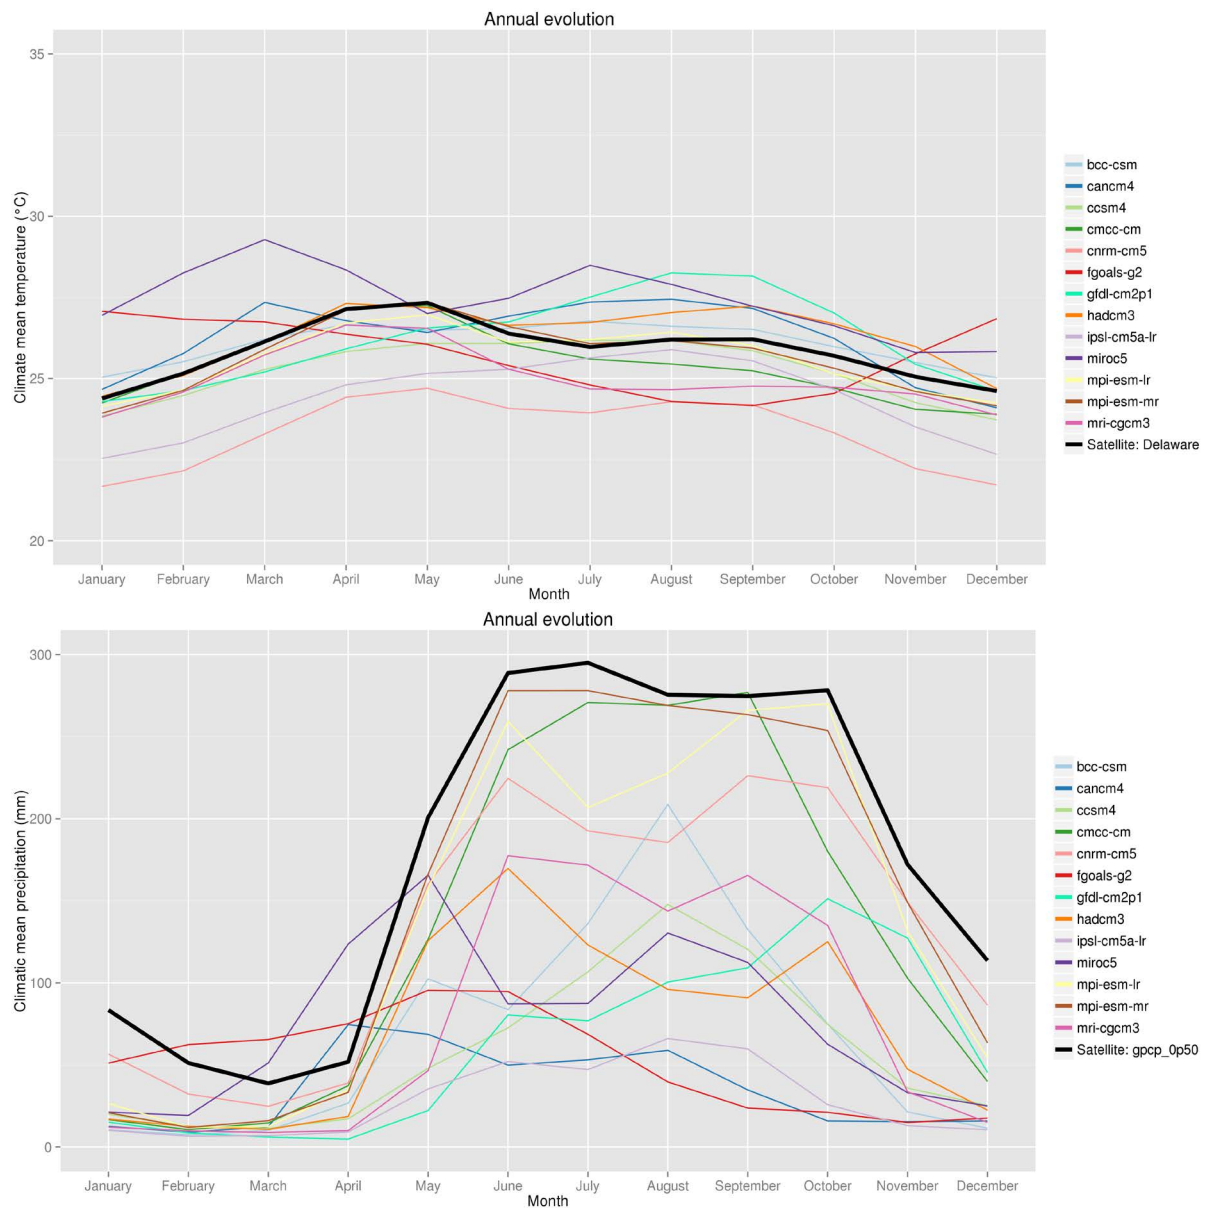 Annual evolution
Climate mean temperature (°C)
35
30
25
20
January February March April May June July August September October November December
Month
bcc-csm
cancm4
ccsm4
cmcc-cm
cnrm-cm5
fgoals-g2
gfdl-cm2p1
hadcm3
ipsl-cm5a-lr
miroc5
mpi-esm-lr
mpi-esm-mr
mri-cgcm3
Satellite: Delaware
Annual evolution
Climatic mean precipitation (mm)
300
200
100
0
January February March April May June July August September October November December
Month
bcc-csm
cancm4
ccsm4
cmcc-cm
cnrm-cm5
fgoals-g2
gfdl-cm2p1
hadcm3
ipsl-cm5a-lr
miroc5
mpi-esm-lr
mpi-esm-mr
mri-cgcm3
Satellite: gpcp_0p50